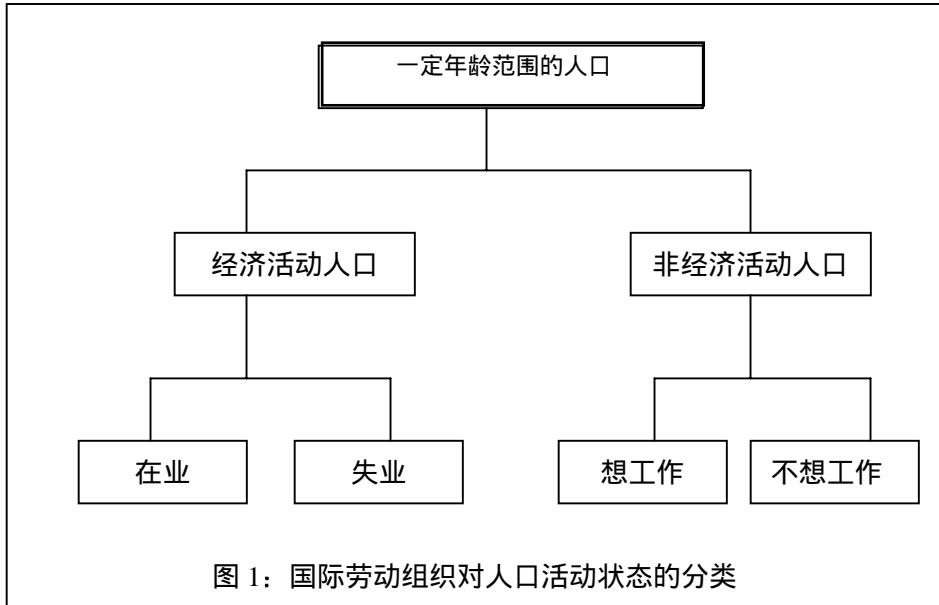 一定年龄范围的人口
经济活动人口
非经济活动人口
在业
失业
想工作
不想工作
图 1：国际劳动组织对人口活动状态的分类